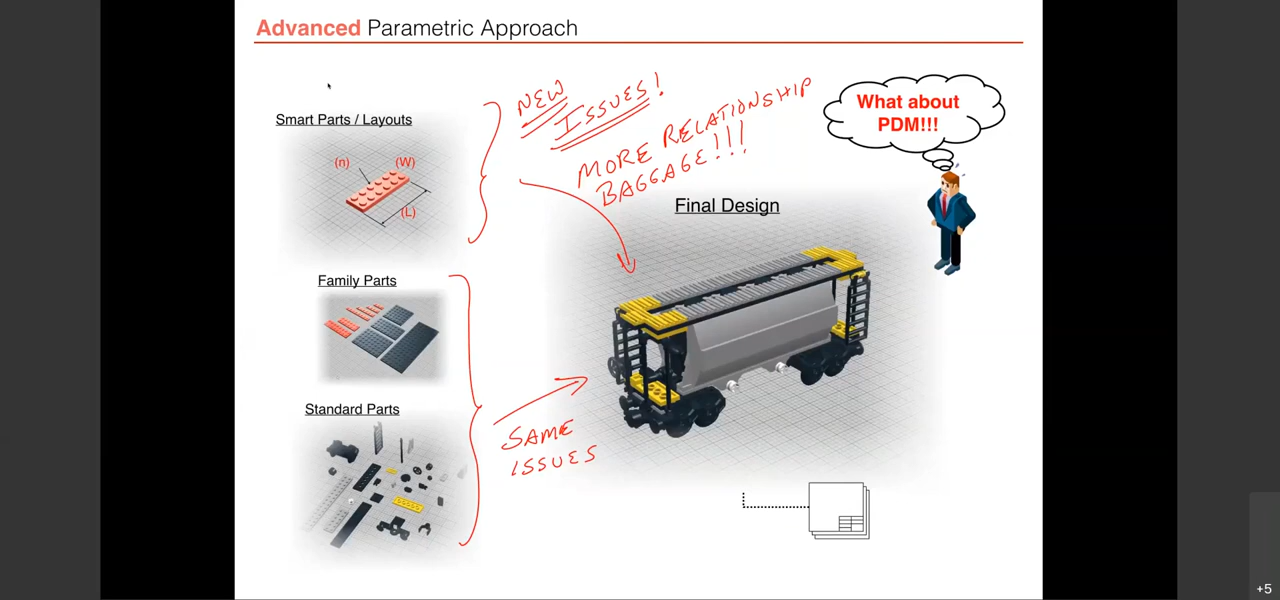 Advanced Parametric Approach
NEW
ISSUES!
MORE RELATIONSHIP
BAGGAGE!!!
What about
PDM!!!
Smart Parts / Layouts
(n)
(W)
(L)
Final Design
Family Parts
Standard Parts
SAME
ISSUES
+5